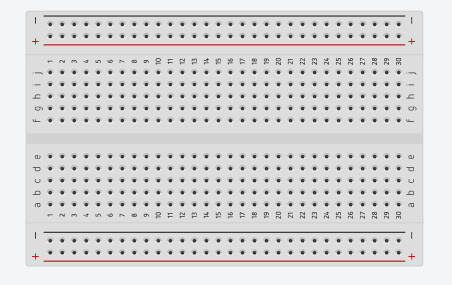 − −
+ +
1 2 3 4 5 6 7 8 9 10 11 12 13 14 15 16 17 18 19 20 21 22 23 24 25 26 27 28 29 30
j j
i i
h h
g g
f f
e e
d d
c c
b b
a a
1 2 3 4 5 6 7 8 9 10 11 12 13 14 15 16 17 18 19 20 21 22 23 24 25 26 27 28 29 30
− −
+ +